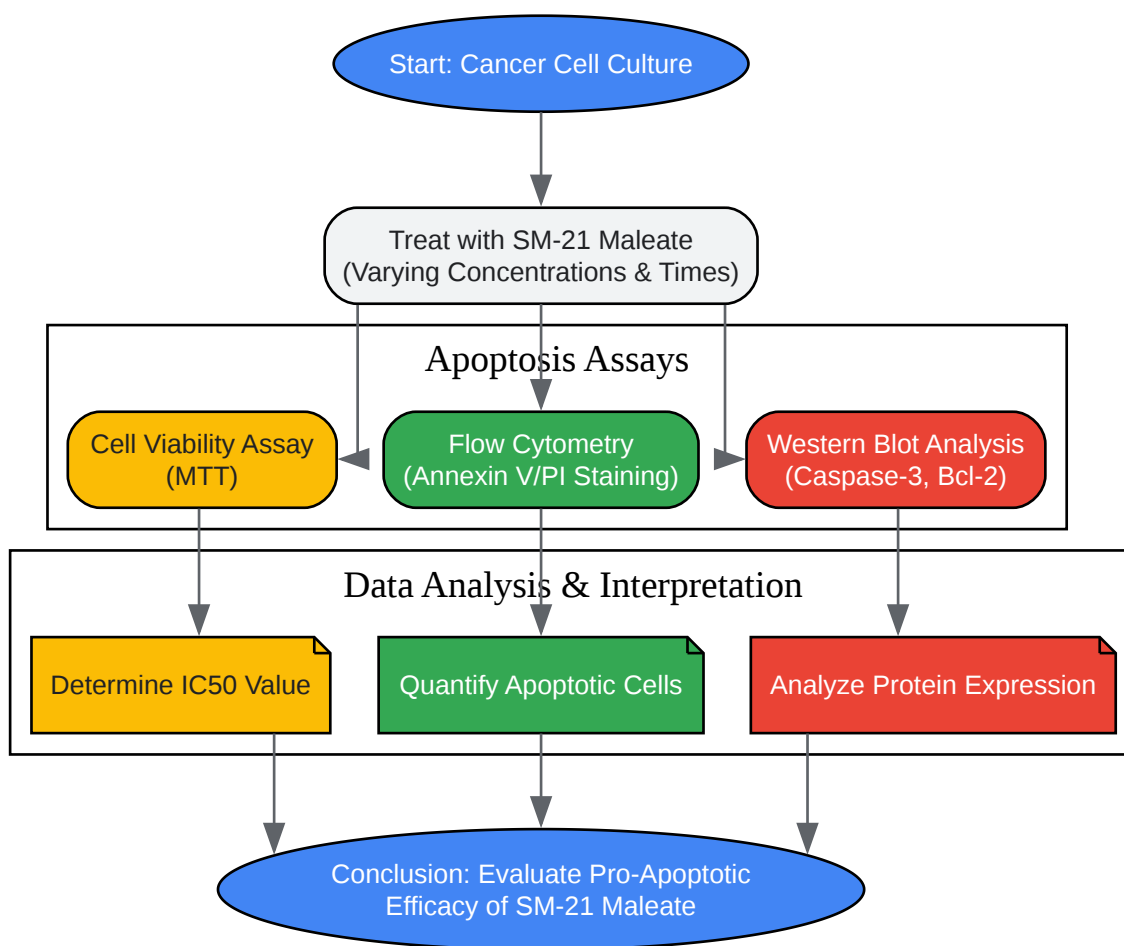 Start: Cancer Cell Culture
Treat with SM-21 Maleate
(Varying Concentrations & Times)
Apoptosis Assays
Cell Viability Assay
(MTT)
Flow Cytometry
(Annexin V/PI Staining)
Western Blot Analysis
(Caspase-3, Bcl-2)
Data Analysis & Interpretation
Determine IC50 Value
Quantify Apoptotic Cells
Analyze Protein Expression
Conclusion: Evaluate Pro-Apoptotic
Efficacy of SM-21 Maleate